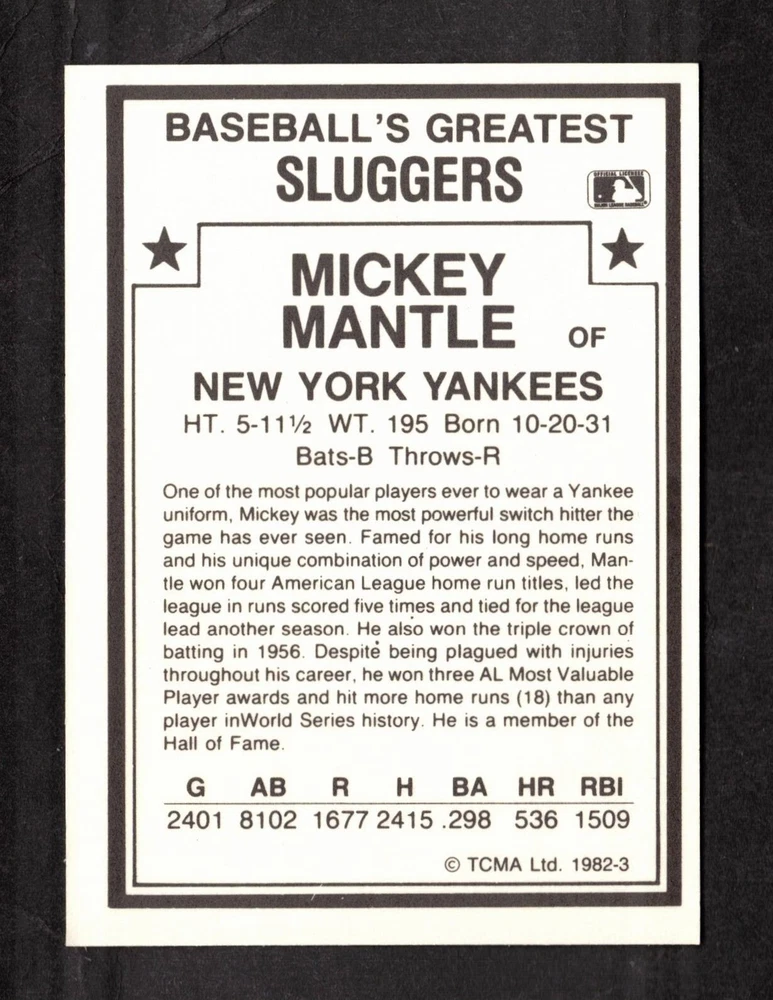 BASEBALL'S GREATEST
SLUGGERS
OFFICIAL LICENSEE
MAJOR LEAGUE BASEBALL
MICKEY
MANTLE OF
NEW YORK YANKEES
HT. 5-11½ WT. 195 Born 10-20-31
Bats-B Throws-R
One of the most popular players ever to wear a Yankee
uniform, Mickey was the most powerful switch hitter the
game has ever seen. Famed for his long home runs
and his unique combination of power and speed, Man-
tle won four American League home run titles, led the
league in runs scored five times and tied for the league
lead another season. He also won the triple crown of
batting in 1956. Despite being plagued with injuries
throughout his career, he won three AL Most Valuable
Player awards and hit more home runs (18) than any
player inWorld Series history. He is a member of the
Hall of Fame.
G AB R H BA HR RBI
2401 8102 1677 2415 .298 536 1509
© TCMA Ltd. 1982-3